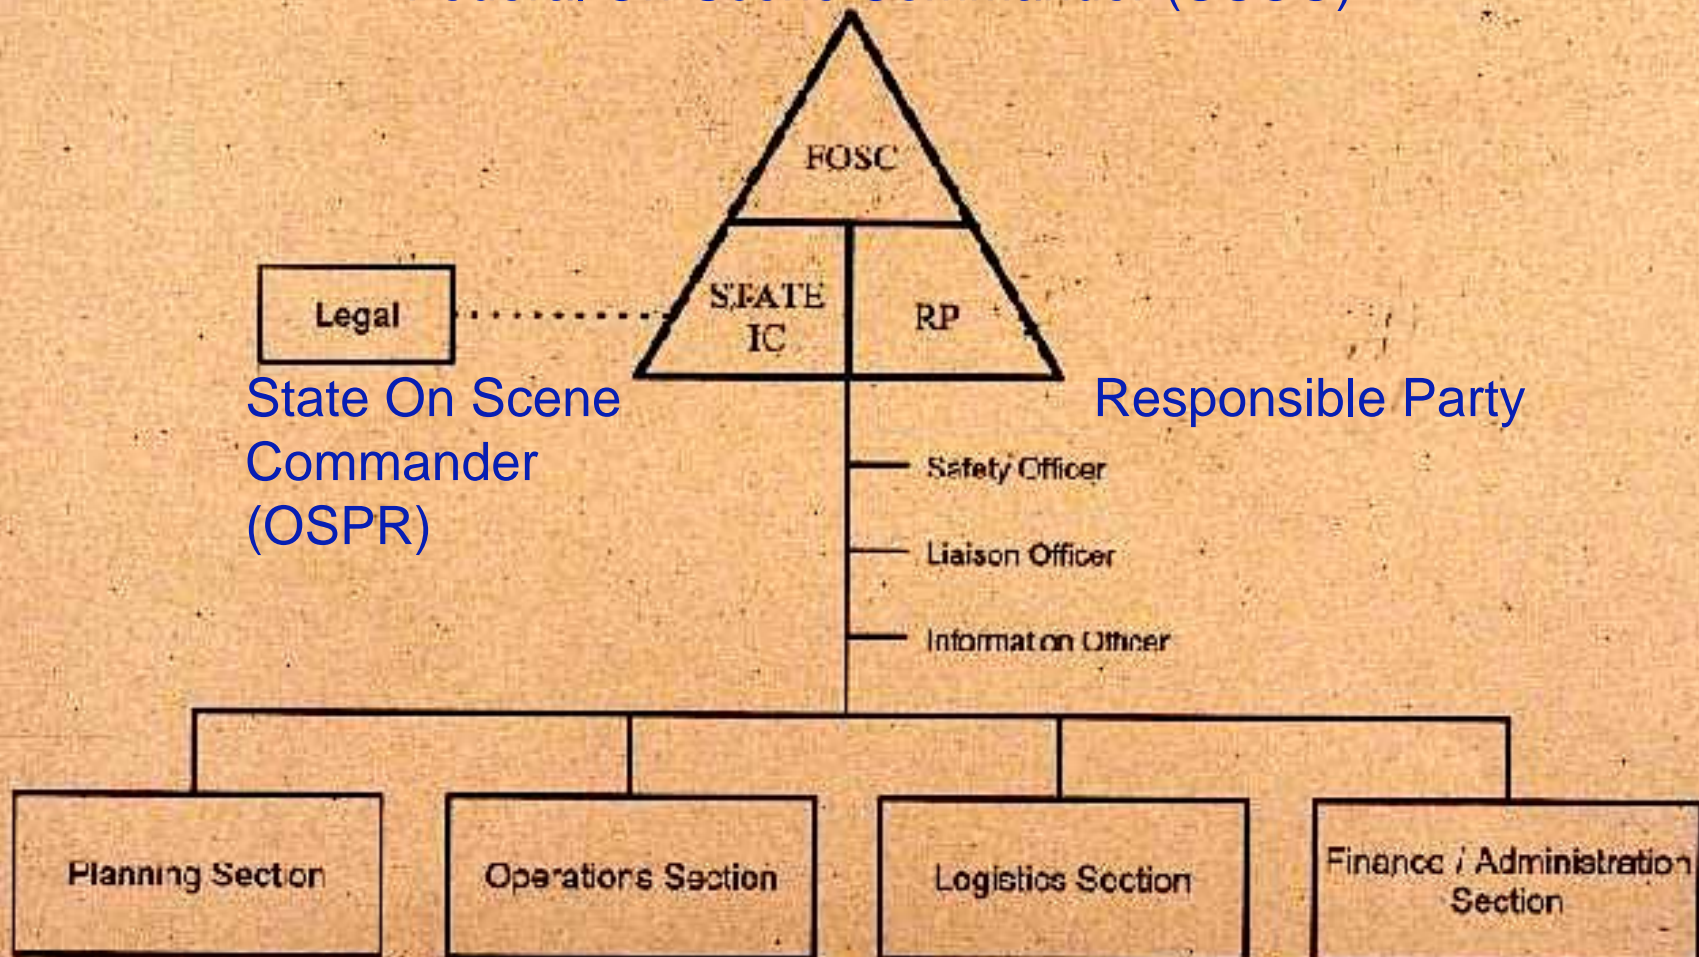 FOSC
STATE
IC
RP
Legal
State On Scene
Commander
(OSPR)
Responsible Party
Safety Officer
Liaison Officer
Information Officer
Planning Section
Operations Section
Logistics Section
Finance / Administration
Section